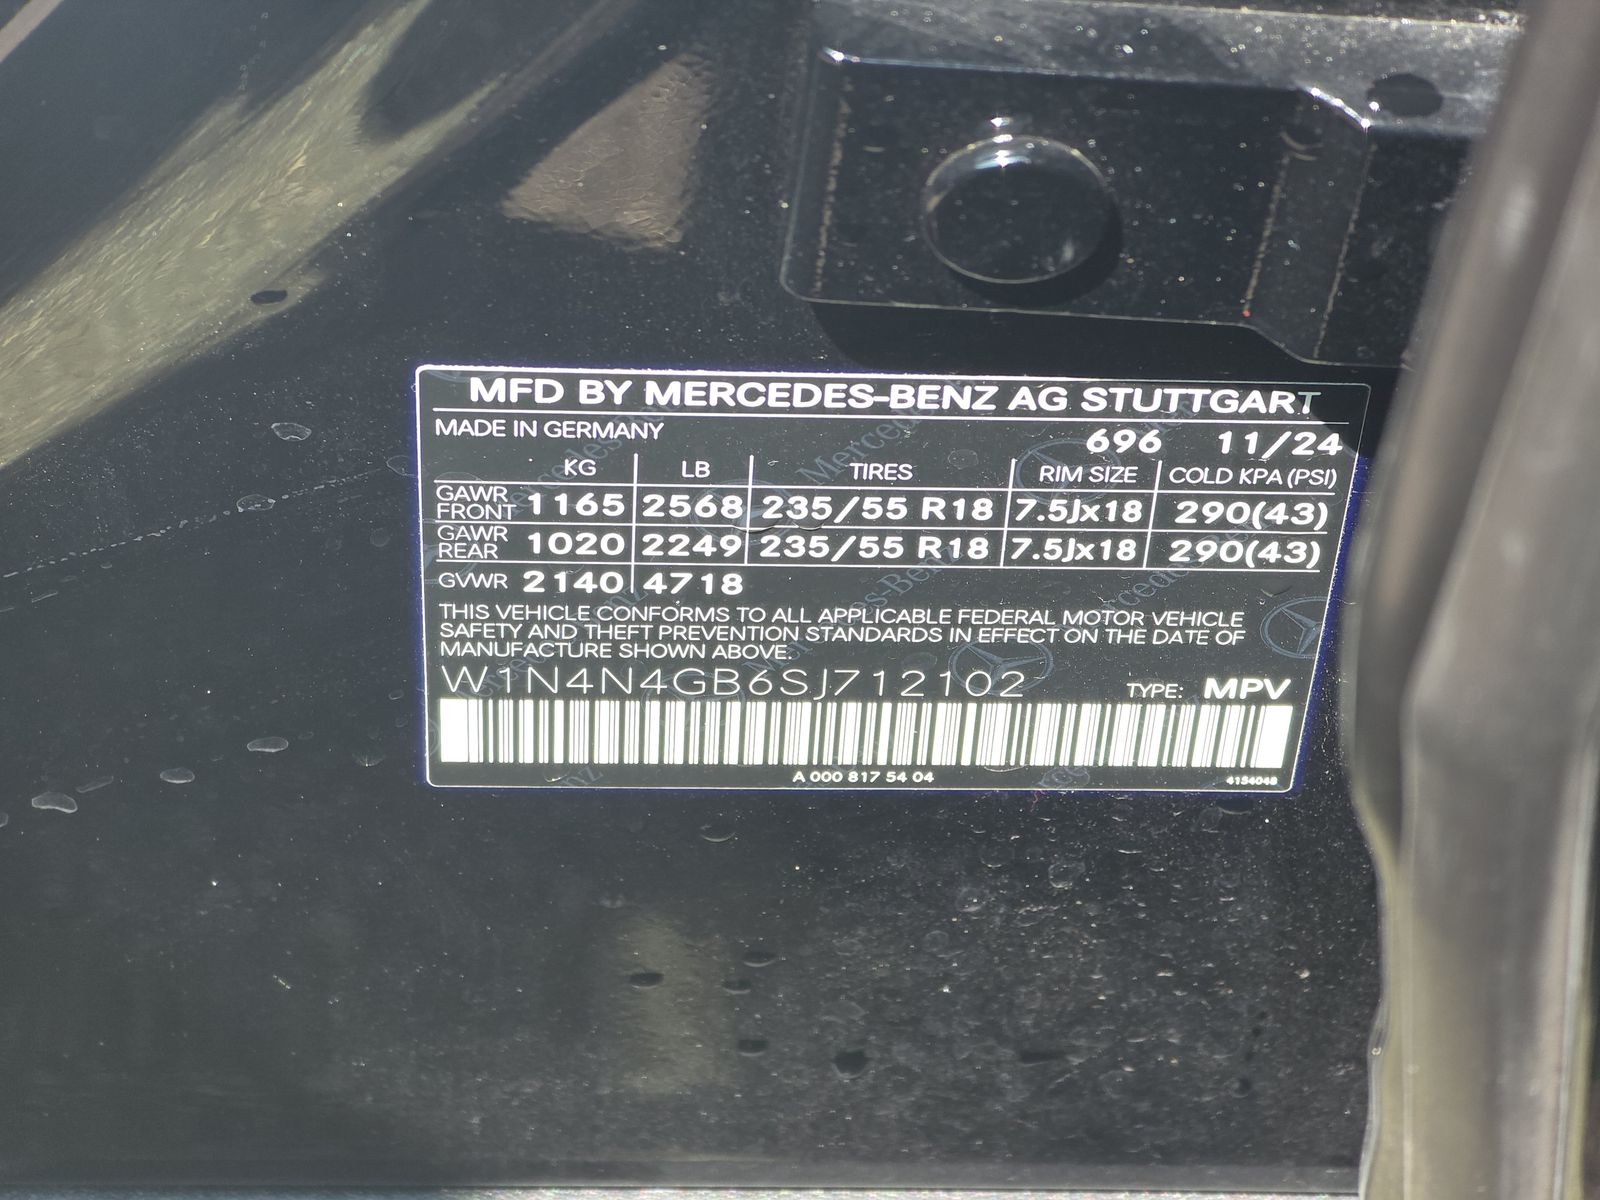 MFD BY MERCEDES-BENZ AG STUTTGART
MADE IN GERMANY 696 11/24
KG LB TIRES RIM SIZE COLD KPA (PSI)
GAWR FRONT 1165 2568 235/55 R18 7.5Jx18 290(43)
GAWR REAR 1020 2249 235/55 R18 7.5Jx18 290(43)
GVWR 2140 4718
THIS VEHICLE CONFORMS TO ALL APPLICABLE FEDERAL MOTOR VEHICLE
SAFETY AND THEFT PREVENTION STANDARDS IN EFFECT ON THE DATE OF
MANUFACTURE SHOWN ABOVE.
W1N4N4GB6SJ712102 TYPE: MPV
A 000 817 54 04 4134048